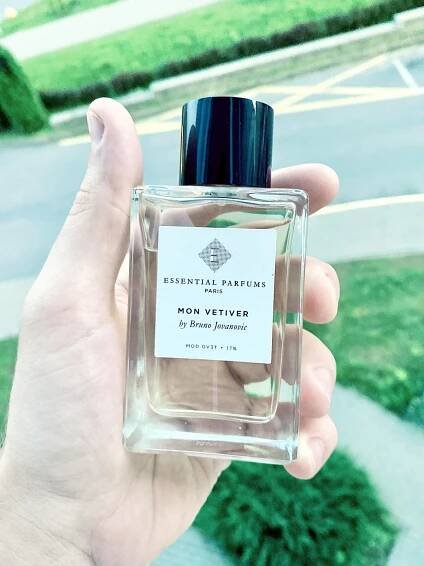 E
ESSENTIAL PARFUMS
PARIS
MON VETIVER
by Bruno Jovanovic